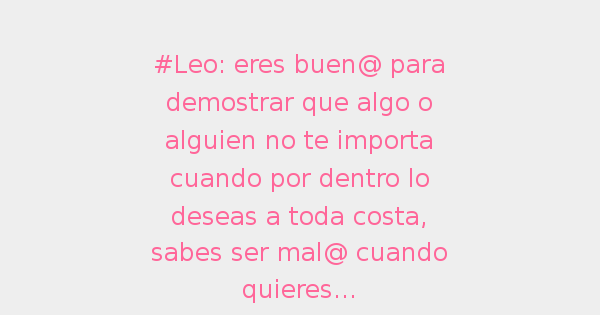 #Leo: eres buen@ para
demostrar que algo o
alguien no te importa
cuando por dentro lo
deseas a toda costa,
sabes ser mal@ cuando
quieres...